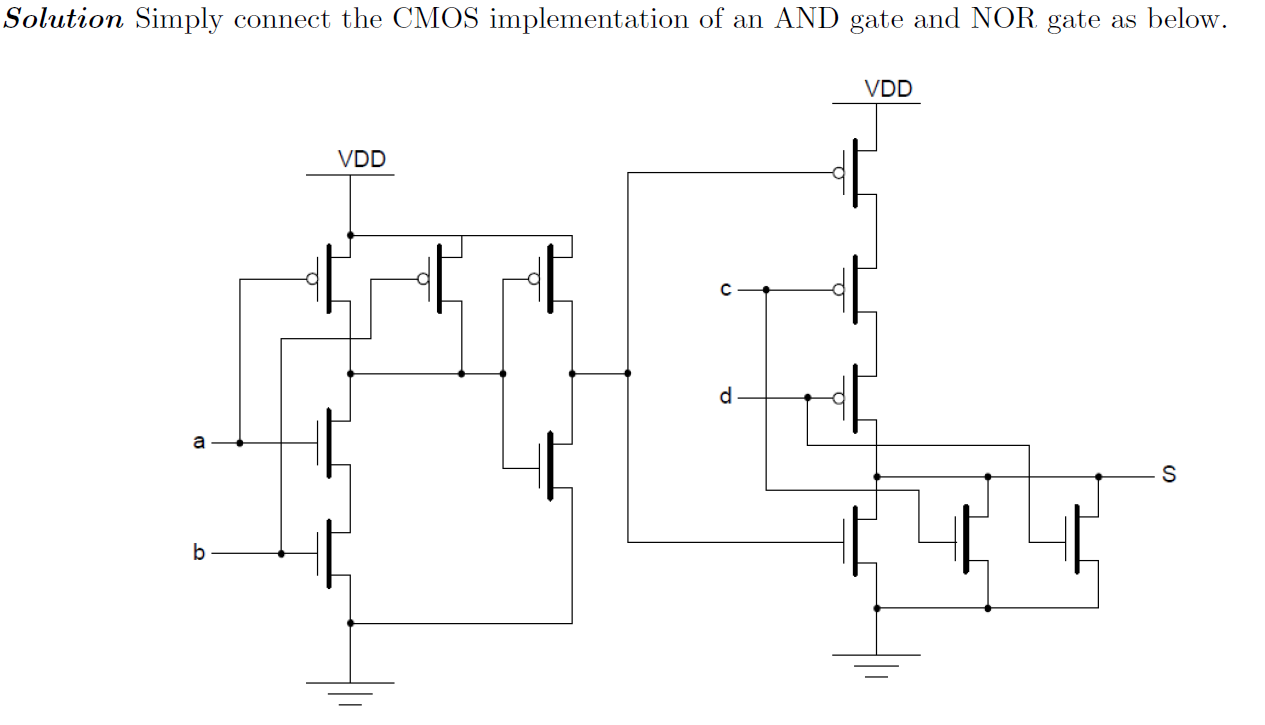 Solution Simply connect the CMOS implementation of an AND gate and NOR gate as below.
VDD
VDD
c
d
a
S
b